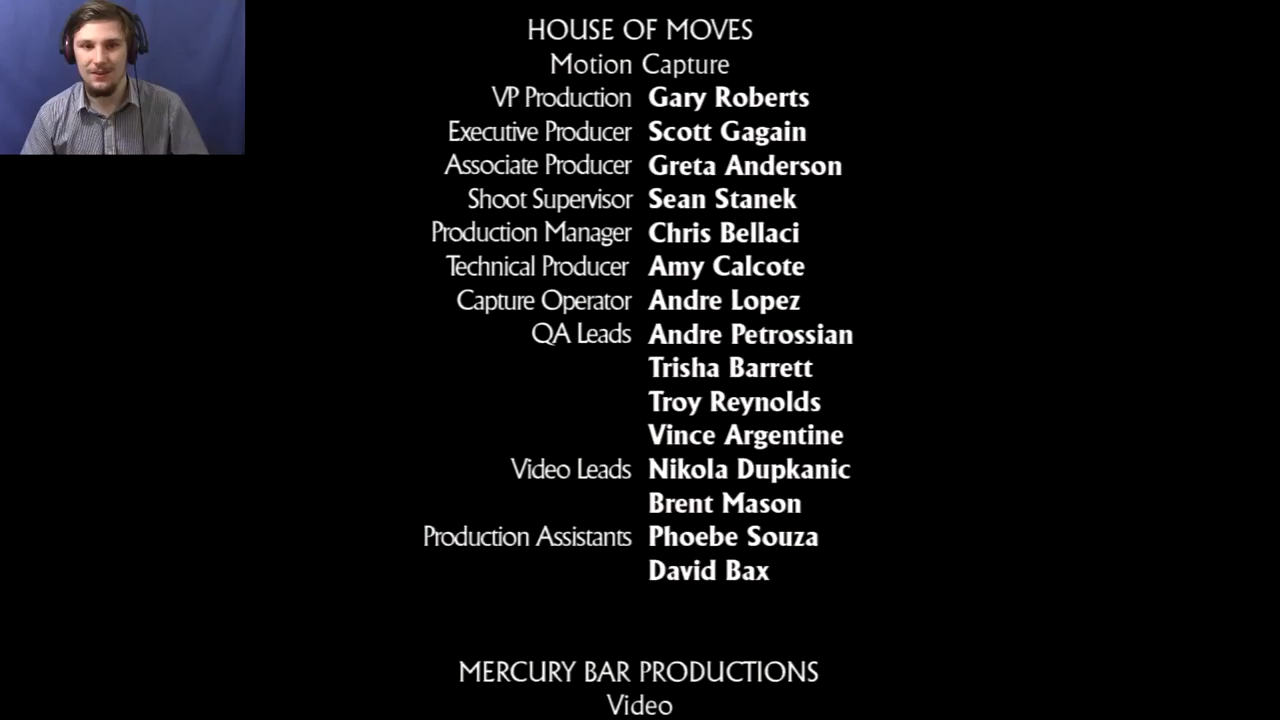 HOUSE OF MOVES
Motion Capture
VP Production Gary Roberts
Executive Producer Scott Gagain
Associate Producer Greta Anderson
Shoot Supervisor Sean Stanek
Production Manager Chris Bellaci
Technical Producer Amy Calcote
Capture Operator Andre Lopez
QA Leads Andre Petrossian
Trisha Barrett
Troy Reynolds
Vince Argentine
Video Leads Nikola Dupkanic
Brent Mason
Production Assistants Phoebe Souza
David Bax
MERCURY BAR PRODUCTIONS
Video